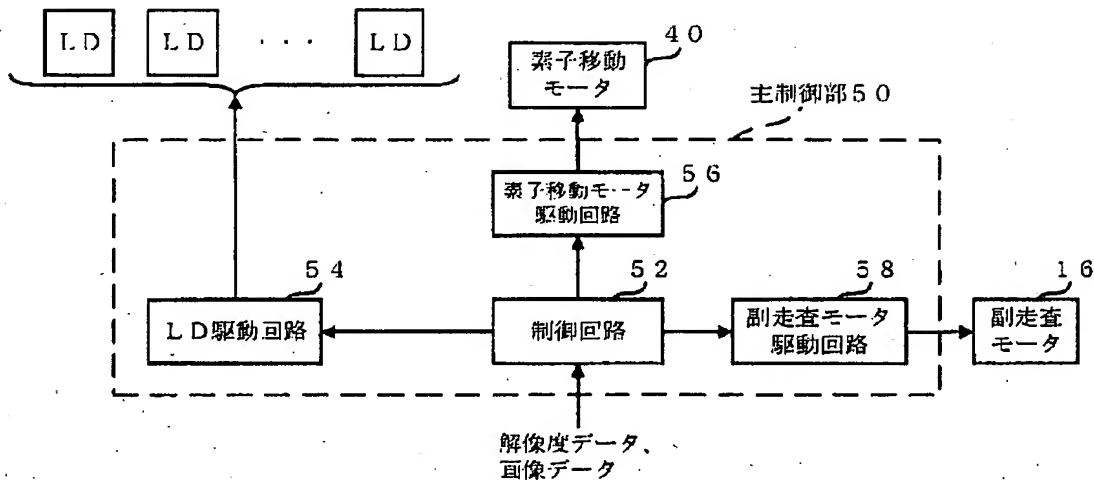 LD LD ・・・ LD
40
素子移動
モータ
主制御部50
56
素子移動モータ
駆動回路
54
52
58
16
LD駆動回路
制御回路
副走査モータ
駆動回路
副走査
モータ
解像度データ、
画像データ